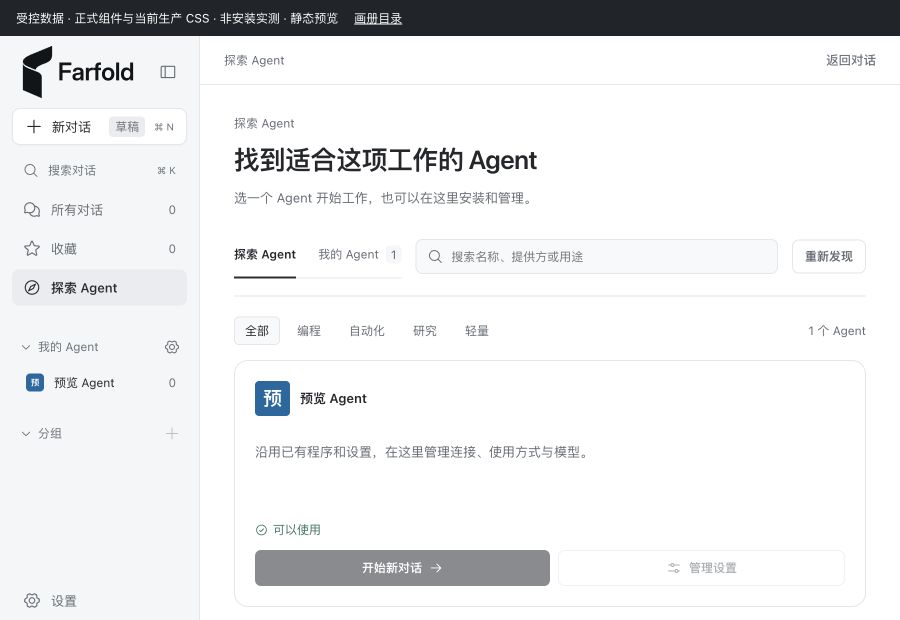 受控数据 · 正式组件与当前生产 CSS · 非安装实测 · 静态预览 画册目录
Farfold
新对话 草稿 ⌘ N
搜索对话 ⌘ K
所有对话 0
收藏 0
探索 Agent
我的 Agent
预 预览 Agent 0
分组
设置
探索 Agent 返回对话
探索 Agent
找到适合这项工作的 Agent
选一个 Agent 开始工作，也可以在这里安装和管理。
探索 Agent 我的 Agent 1 搜索名称、提供方或用途 重新发现
全部 编程 自动化 研究 轻量 1 个 Agent
预 预览 Agent
沿用已有程序和设置，在这里管理连接、使用方式与模型。
可以使用
开始新对话 → 管理设置